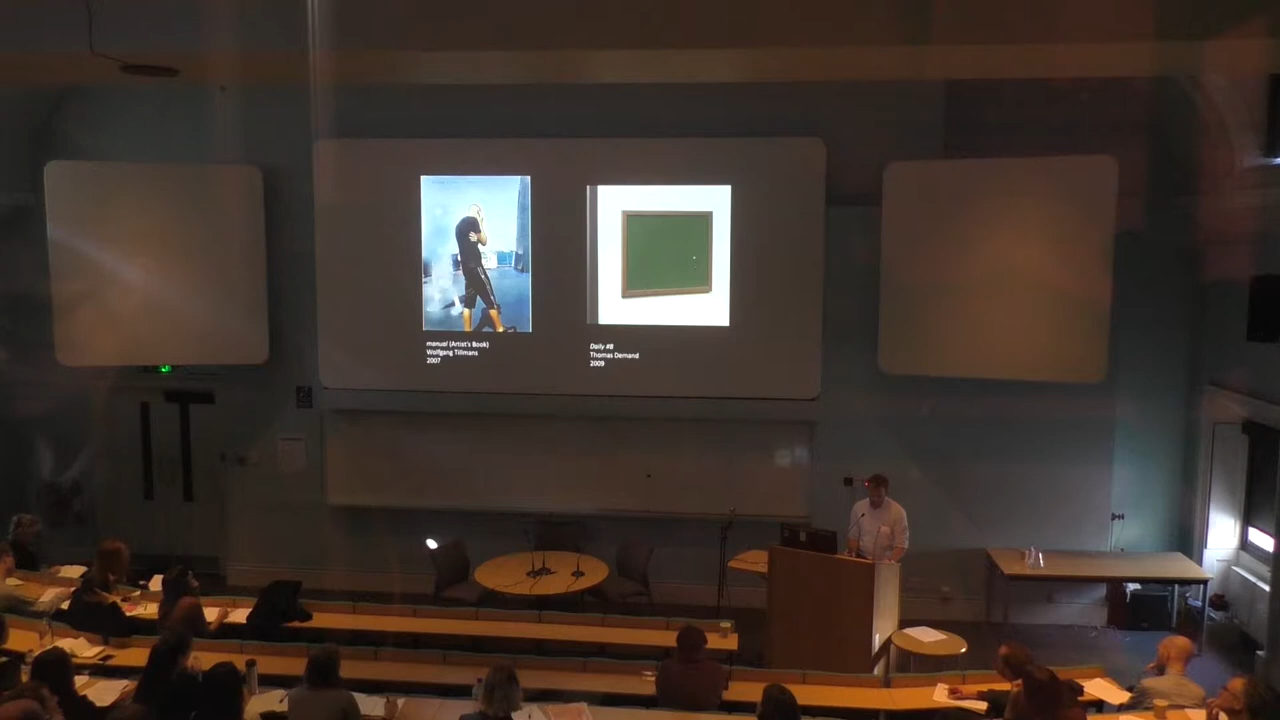 manual (Artist's Book)
Wolfgang Tillmans
2007
Daily #8
Thomas Demand
2009